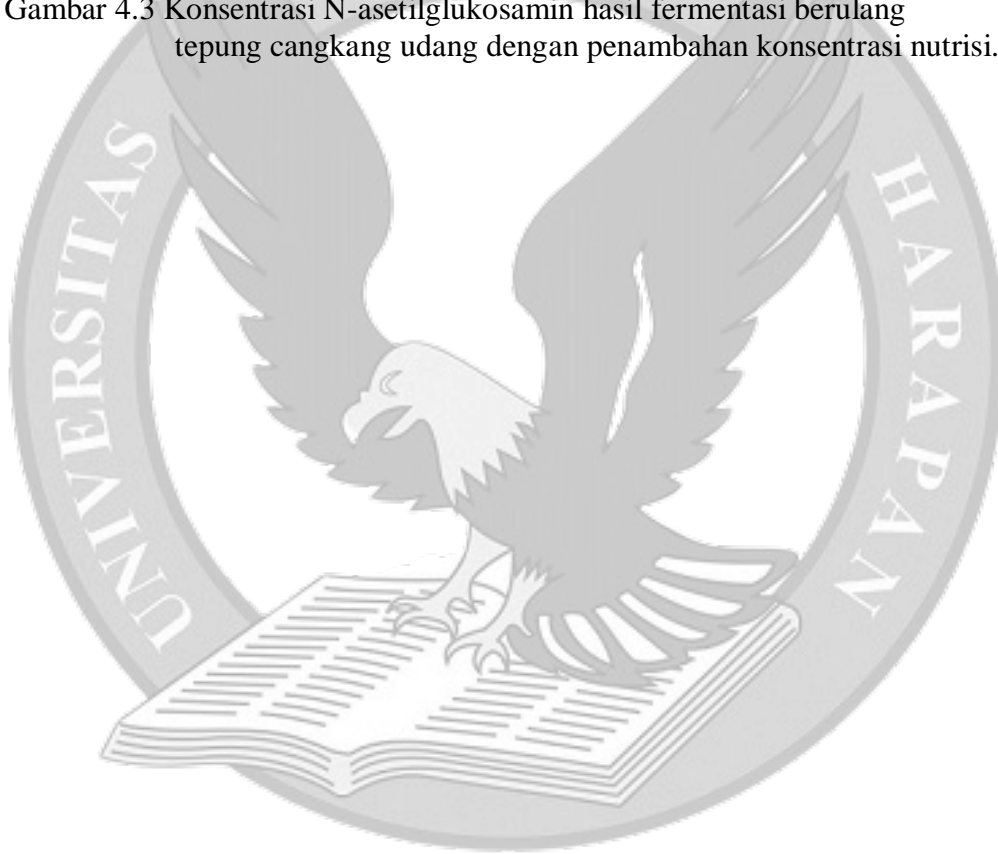 Gambar 4.3 Konsentrasi N-asetilglukosamin hasil fermentasi berulang
tepung cangkang udang dengan penambahan konsentrasi nutrisi.
UNIVERSITAS
HARAPAN